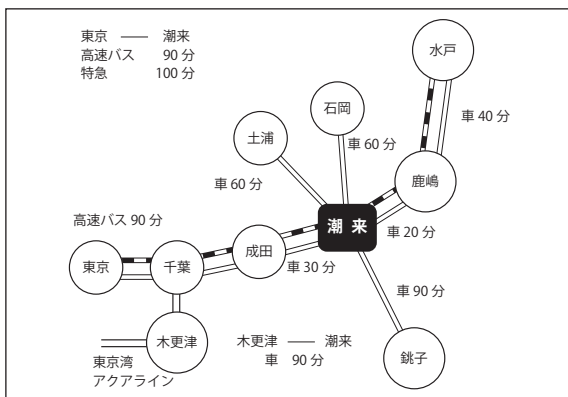 東京 ―― 潮来
高速バス 90 分
特急 100 分
水戸
石岡
車 40 分
土浦
車 60 分
車 60 分
鹿嶋
高速バス 90 分
潮 来
車 20 分
成田
東京
千葉
車 30 分
車 90 分
木更津
木更津 ―― 潮来
車 90 分
東京湾
アクアライン
銚子